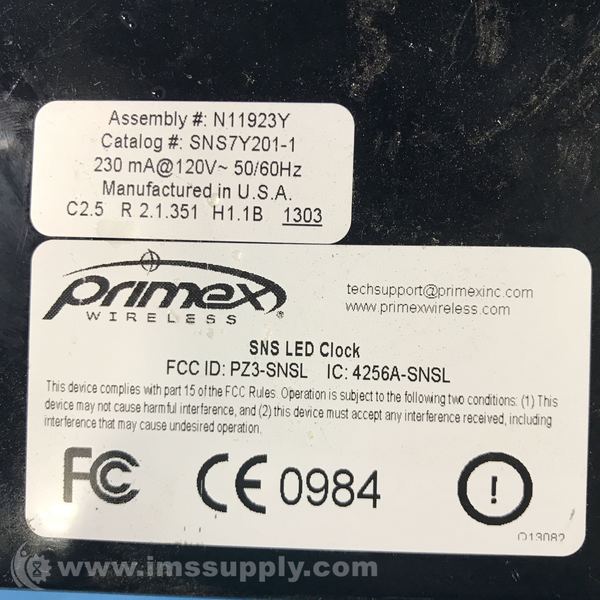 Assembly #: N11923Y
Catalog #: SNS7Y201-1
230 mA@120V~ 50/60Hz
Manufactured in U.S.A.
C2.5 R 2.1.351 H1.1B 1303
primex
WIRELESS
techsupport@primexinc.com
www.primexwireless.com
SNS LED Clock
FCC ID: PZ3-SNSL IC: 4256A-SNSL
This device complies with part 15 of the FCC Rules. Operation is subject to the following two conditions: (1) This
device may not cause harmful interference, and (2) this device must accept any interference received, including
interference that may cause undesired operation.
FC CE 0984 !
www.imssupply.com